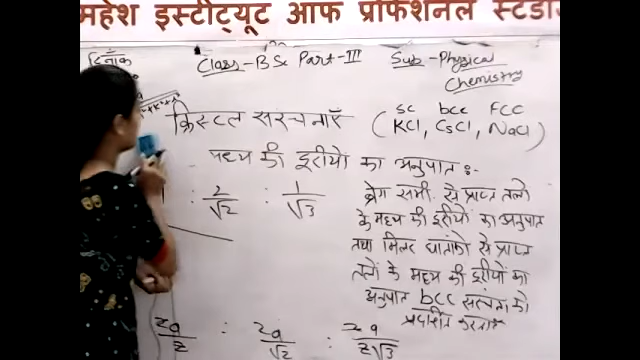 महेश इस्टीट्यूट आफ प्रोफेशनल स्टडी
दिनाँक Class-BSc Part-III Sub-Physical
Chemistry
SC bcc FCC
क्रिस्टल संरचनाएँ (KCl, CsCl, NaCl)
मध्य की दूरीयों का अनुपात :-
: 2/√2 : 1/√3
ब्रेग समी. से प्राप्त तलो
के मध्य की दूरीयों का अनुपात
तथा मिलर घातांको से प्राप्त
तलों के मध्य की दूरीयों का
अनुपात bcc संरचना को
प्रदर्शित करता है
2a/2 : 2a/√2 : 2a/2√3